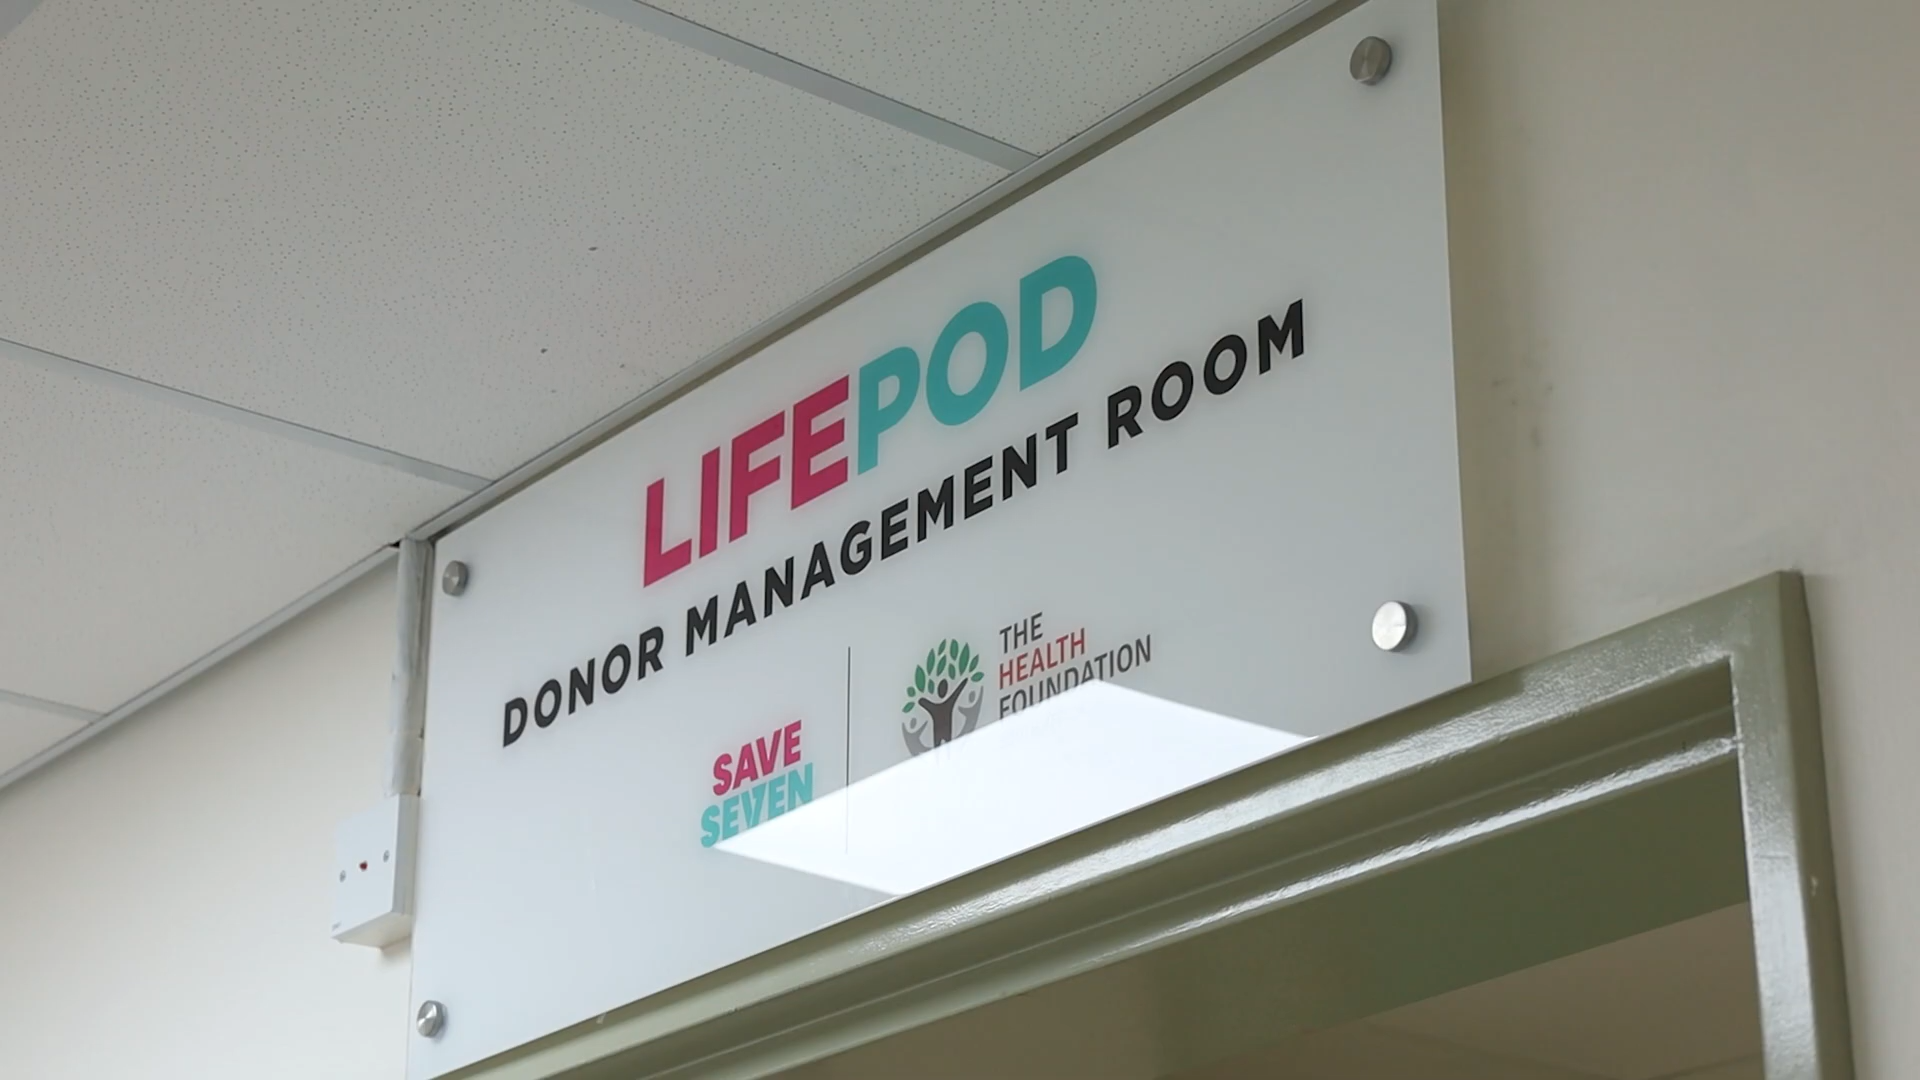 LIFEPOD
DONOR MANAGEMENT ROOM
SAVE
SEVEN
THE
HEALTH
FOUNDATION